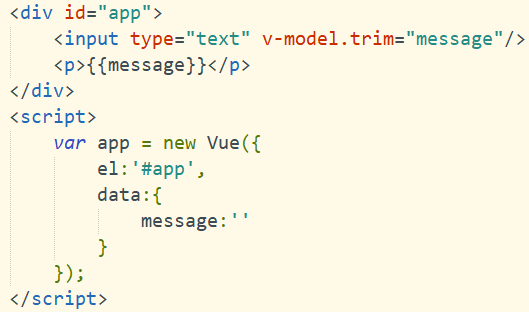 <div id="app">
    <input type="text" v-model.trim="message"/>
    <p>{{message}}</p>
</div>
<script>
    var app = new Vue({
        el:'#app',
        data:{
            message:''
        }
    });
</script>